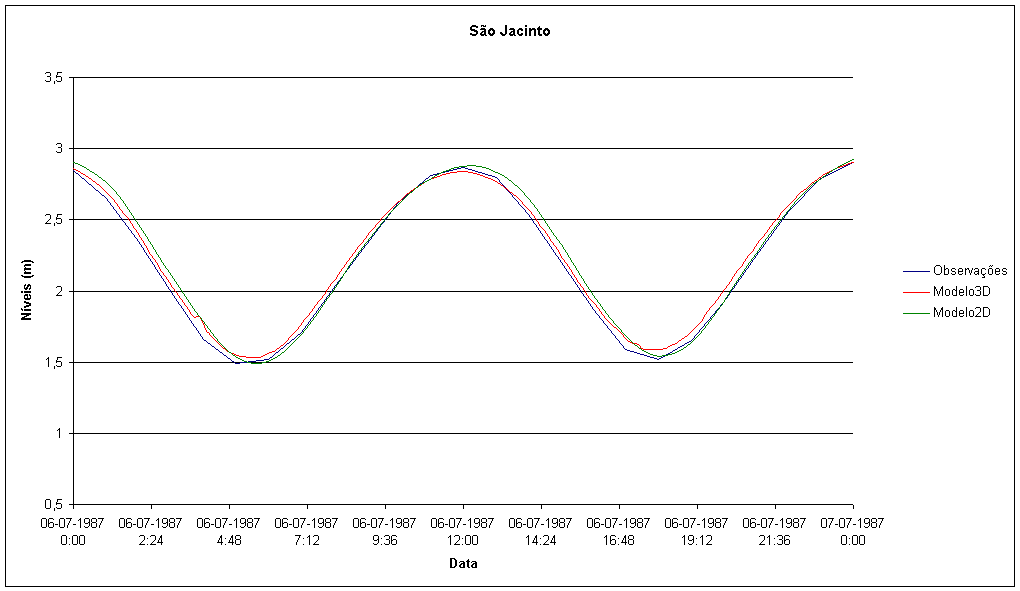 São Jacinto
3,5
3
2,5
2
1,5
1
0,5
Níveis (m)
06-07-1987 06-07-1987 06-07-1987 06-07-1987 06-07-1987 06-07-1987 06-07-1987 06-07-1987 06-07-1987 06-07-1987 07-07-1987
0:00 2:24 4:48 7:12 9:36 12:00 14:24 16:48 19:12 21:36 0:00
Data
Observações
Modelo3D
Modelo2D